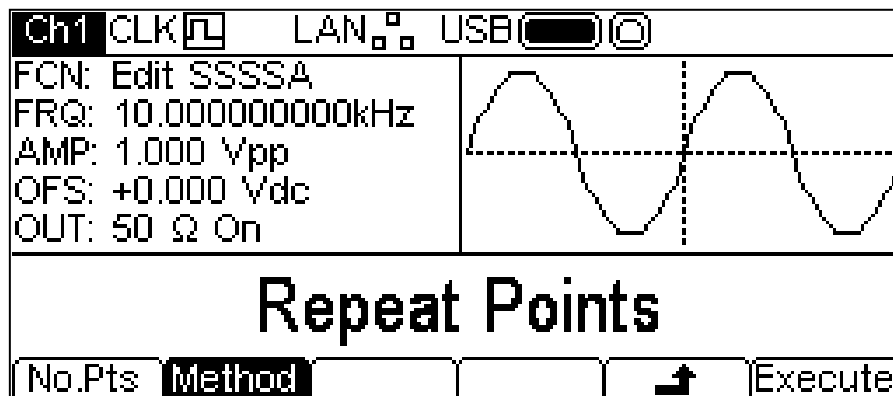 Ch1 CLK LAN USB
FCN: Edit SSSSA
FRQ: 10.000000000kHz
AMP: 1.000 Vpp
OFS: +0.000 Vdc
OUT: 50 Ω On
Repeat Points
No.Pts Method Execute